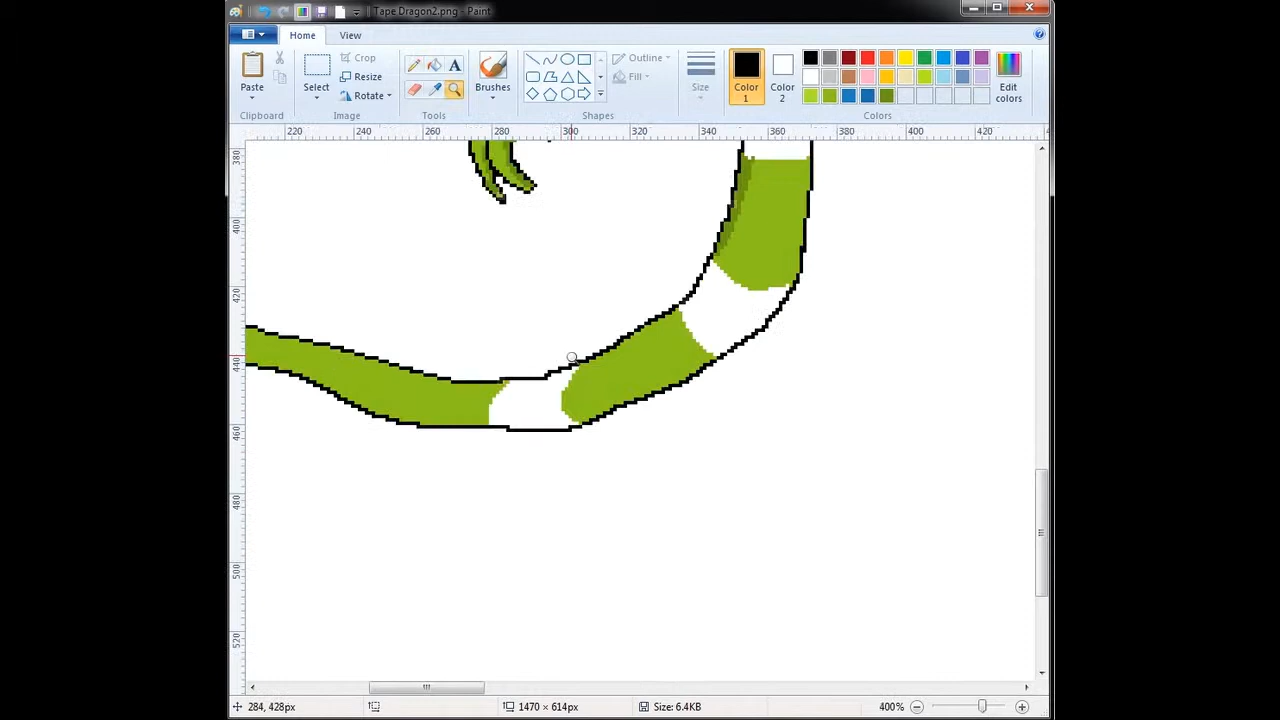 Tape Dragon2.png - Paint
Home View
Paste
Clipboard
Select
Crop
Resize
Rotate
Image
A
Tools
Brushes
Outline
Fill
Shapes
Size
Color 1
Color 2
Edit colors
Colors
220 240 260 280 300 320 340 360 380 400 420
380
400
420
440
460
480
500
520
284, 428px 1470 × 614px Size: 6.4KB 400%